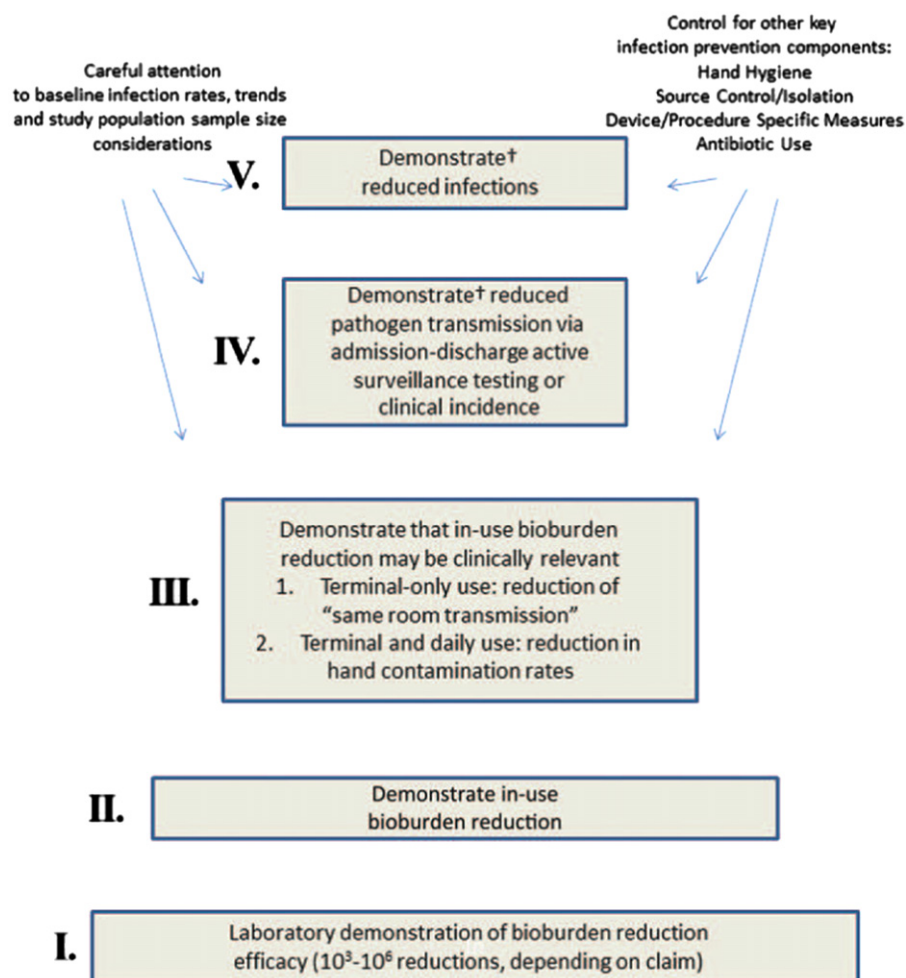 Control for other key
infection prevention components:
Hand Hygiene
Source Control/Isolation
Device/Procedure Specific Measures
Antibiotic Use
Careful attention
to baseline infection rates, trends
and study population sample size
considerations
V.
Demonstrate†
reduced infections
IV.
Demonstrate† reduced
pathogen transmission via
admission-discharge active
surveillance testing or
clinical incidence
III.
Demonstrate that in-use bioburden
reduction may be clinically relevant
1. Terminal-only use: reduction of
“same room transmission”
2. Terminal and daily use: reduction in
hand contamination rates
II.
Demonstrate in-use
bioburden reduction
I.
Laboratory demonstration of bioburden reduction
efficacy (10³-10⁶ reductions, depending on claim)